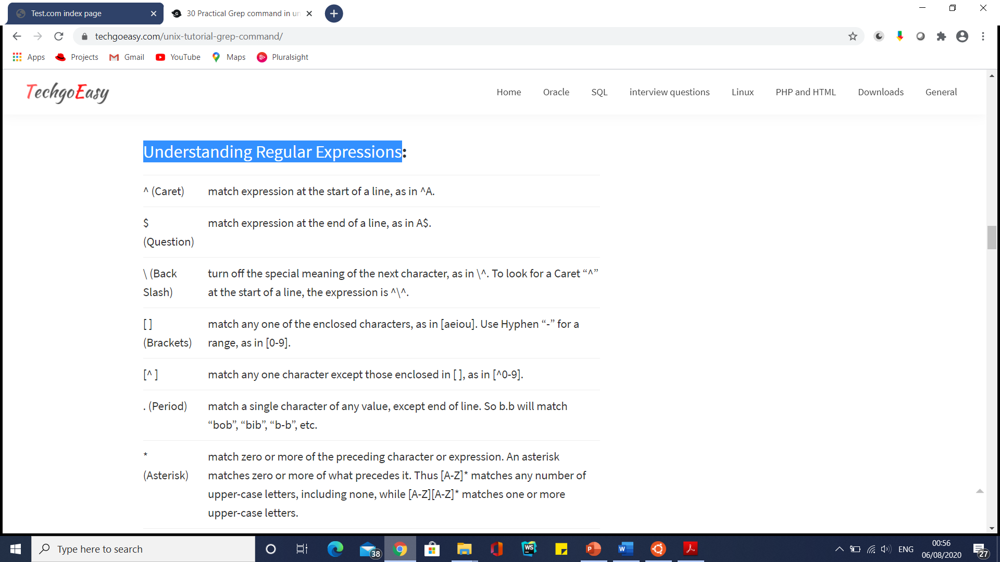 Test.com index page
30 Practical Grep command in un
techgoeasy.com/unix-tutorial-grep-command/
Apps Projects Gmail YouTube Maps Pluralsight
TechgoEasy
Home Oracle SQL interview questions Linux PHP and HTML Downloads General
Understanding Regular Expressions:
^ (Caret) match expression at the start of a line, as in ^A.
$ match expression at the end of a line, as in A$.
(Question)
\ (Back turn off the special meaning of the next character, as in \^. To look for a Caret “^”
Slash) at the start of a line, the expression is ^\^.
[ ] match any one of the enclosed characters, as in [aeiou]. Use Hyphen “-” for a
(Brackets) range, as in [0-9].
[^ ] match any one character except those enclosed in [ ], as in [^0-9].
. (Period) match a single character of any value, except end of line. So b.b will match
“bob”, “bib”, “b-b”, etc.
* match zero or more of the preceding character or expression. An asterisk
(Asterisk) matches zero or more of what precedes it. Thus [A-Z]* matches any number of
upper-case letters, including none, while [A-Z][A-Z]* matches one or more
upper-case letters.
Type here to search
38
WS
P
W
ENG
00:56
06/08/2020
27